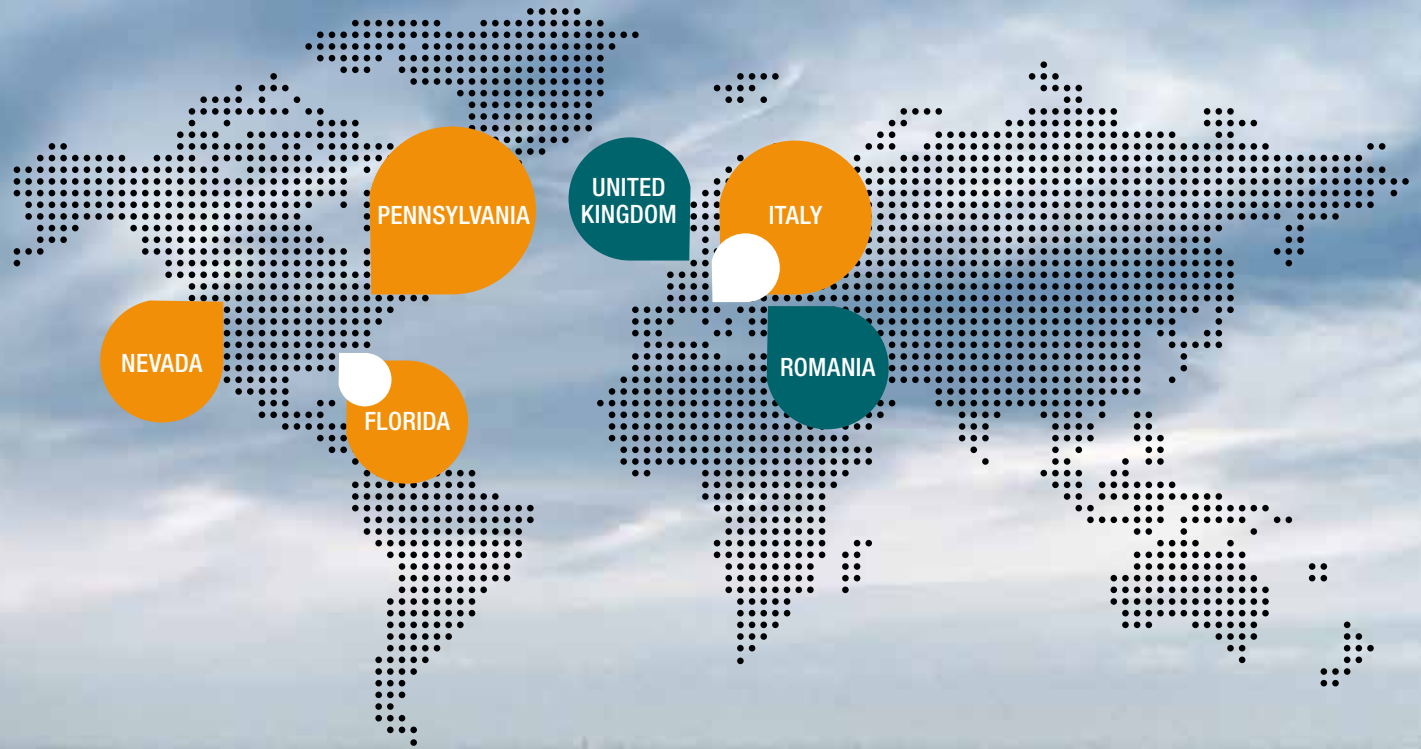 PENNSYLVANIA
UNITED
KINGDOM
ITALY
NEVADA
ROMANIA
FLORIDA